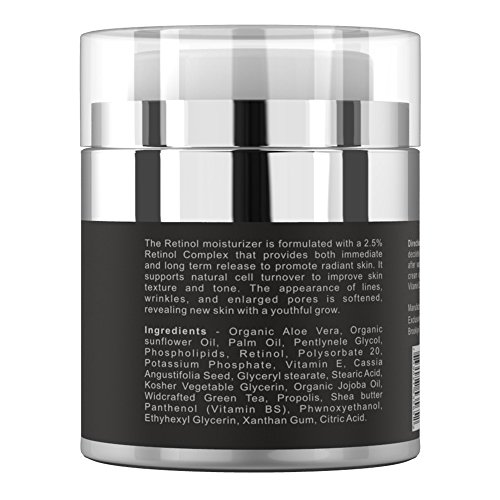 The Retinol moisturizer is formulated with a 2.5%
Retinol Complex that provides both immediate
and long term release to promote radiant skin. It
supports natural cell turnover to improve skin
texture and tone. The appearance of lines,
wrinkles, and enlarged pores is softened,
revealing new skin with a youthful grow.
Ingredients - Organic Aloe Vera, Organic
sunflower Oil, Palm Oil, Pentlynele Glycol,
Phospholipids, Retinol, Polysorbate 20,
Potassium Phosphate, Vitamin E, Cassia
Angustifolia Seed, Glyceryl stearate, Stearic Acid,
Kosher Vegetable Glycerin, Organic Jojoba Oil,
Widcrafted Green Tea, Propolis, Shea butter
Panthenol (Vitamin BS), Phwnoxyethanol,
Ethyhexyl Glycerin, Xanthan Gum, Citric Acid.
after
cream